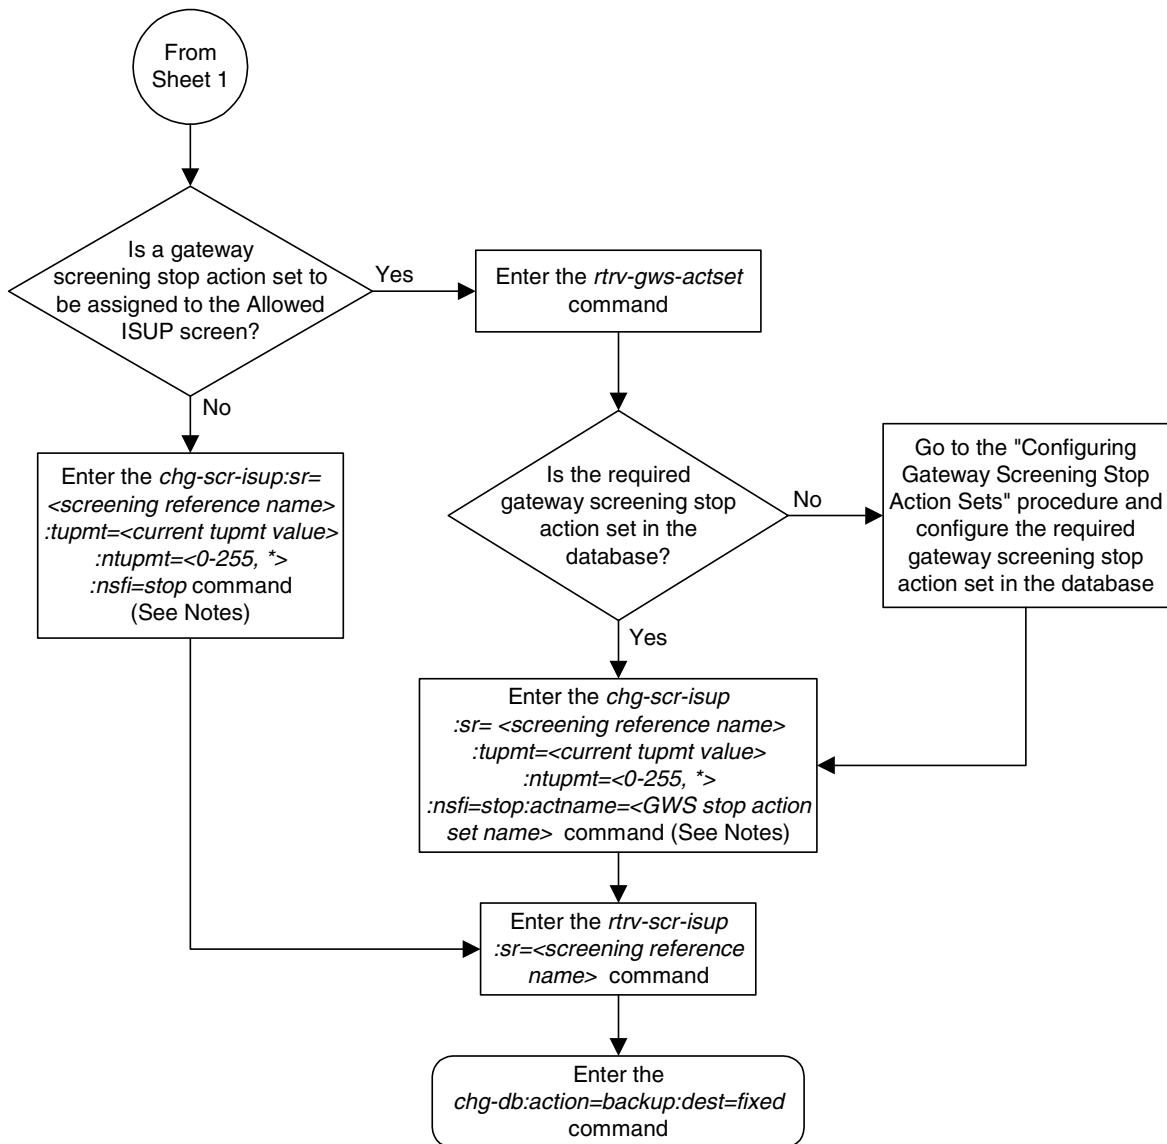 From
Sheet 1
Is a gateway
screening stop action set to
be assigned to the Allowed
ISUP screen?
Yes
Enter the rtrv-gws-actset
command
No
Enter the chg-scr-isup:sr=
<screening reference name>
:tupmt=<current tupmt value>
:ntupmt=<0-255, *>
:nsfi=stop command
(See Notes)
Is the required
gateway screening stop
action set in the
database?
No
Go to the "Configuring
Gateway Screening Stop
Action Sets" procedure and
configure the required
gateway screening stop
action set in the database
Yes
Enter the chg-scr-isup
:sr= <screening reference name>
:tupmt=<current tupmt value>
:ntupmt=<0-255, *>
:nsfi=stop:actname=<GWS stop action
set name> command (See Notes)
Enter the rtrv-scr-isup
:sr=<screening reference
name> command
Enter the
chg-db:action=backup:dest=fixed
command